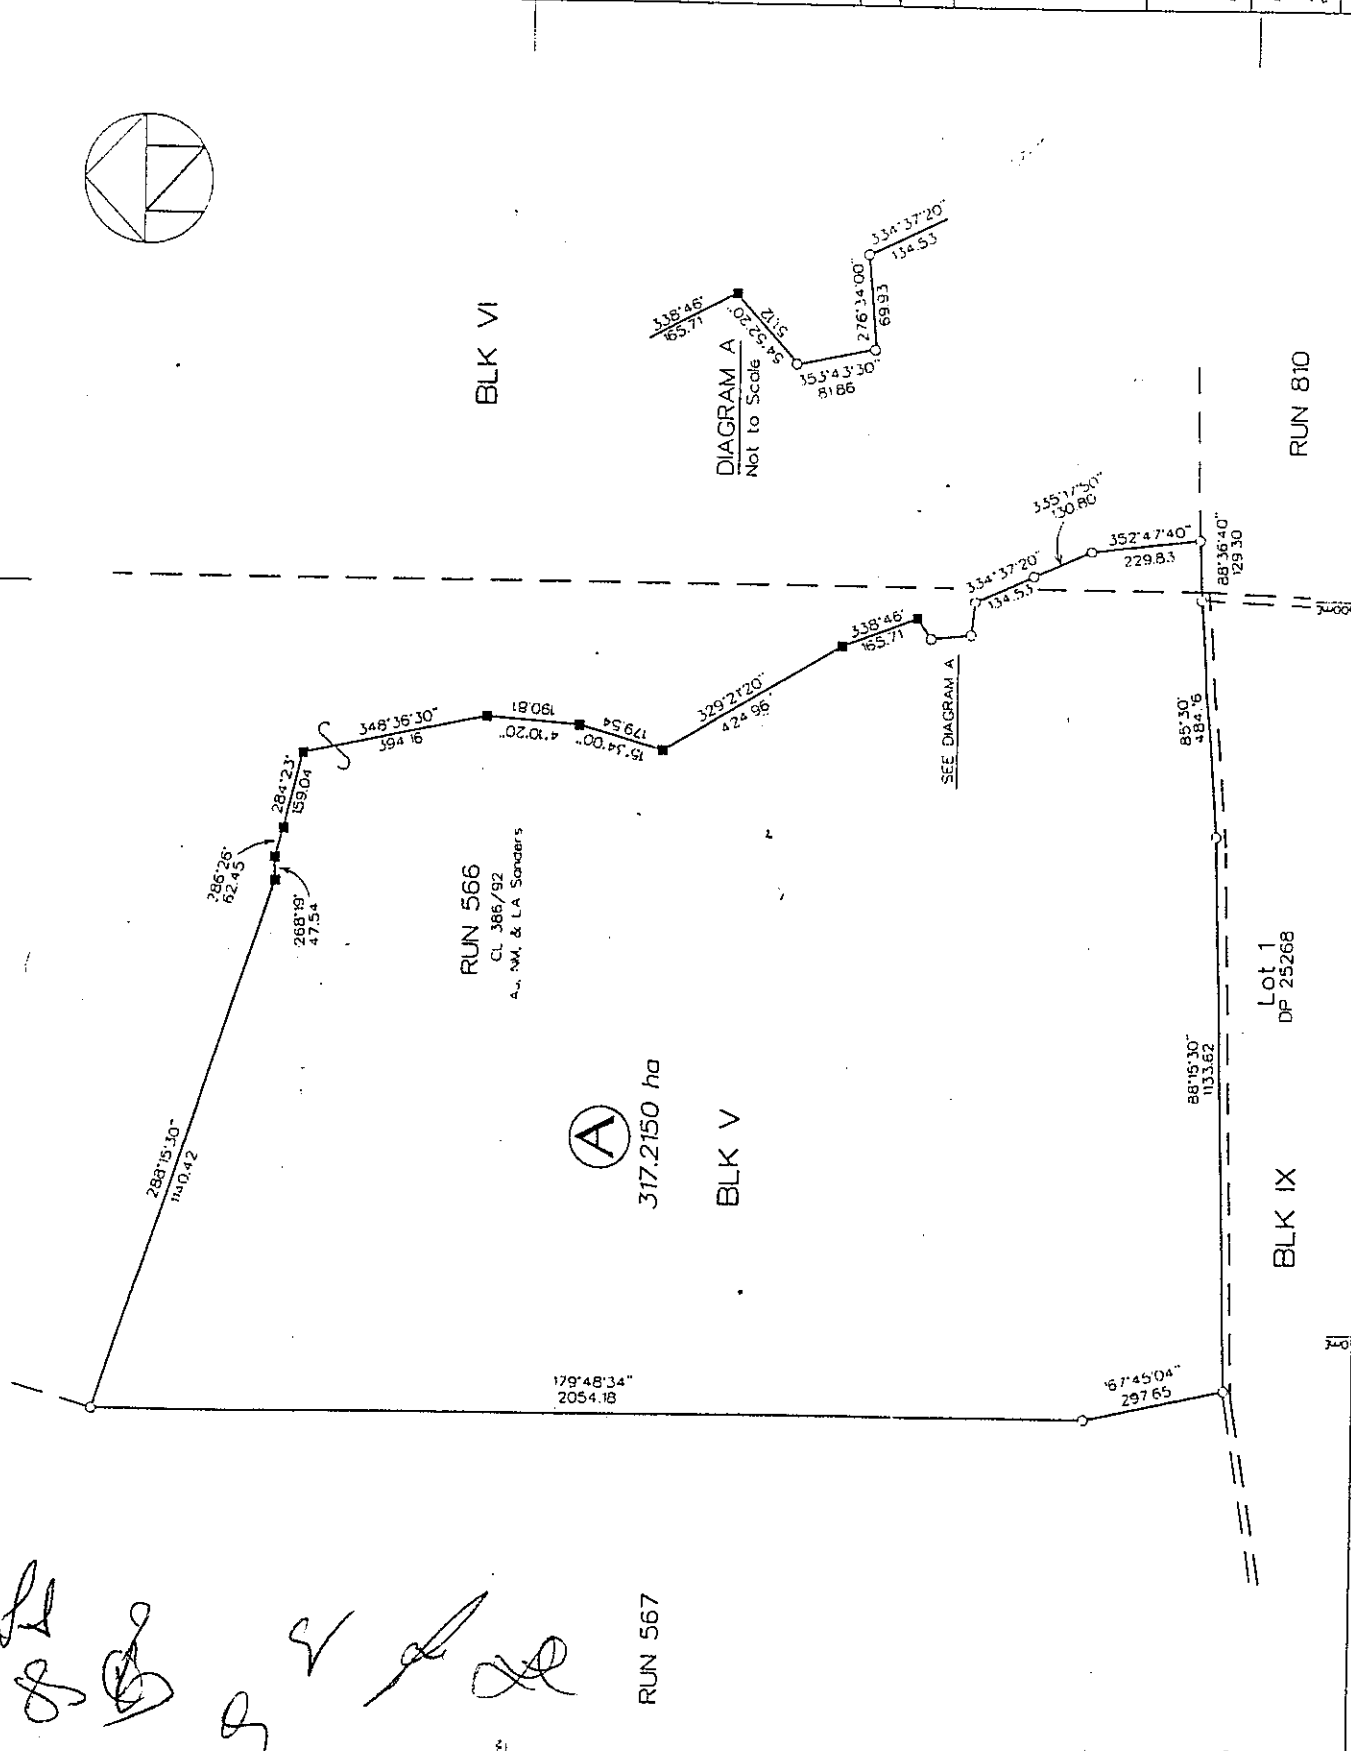 BLK VI
338°46'
165.71
54°52'20"
51.12
353°43'30"
81.86
276°34'00"
69.93
334°37'20"
134.53
DIAGRAM A
Not to Scale
RUN 810
335°17'50"
130.80
352°47'40"
229.83
88°36'40"
129.30
334°37'20"
134.53
338°46'
165.71
SEE DIAGRAM A
329°21'20"
424.96
15°34'00"
179.54
4°10'20"
190.81
348°36'30"
394.16
284°23'
159.04
286°26'
62.45
268°19'
47.54
288°15'30"
1140.42
RUN 566
CL 386/92
A.J. NM. & LA Sanders
A
317.2150 ha
BLK V
85°30'
484.16
88°15'30"
1133.62
Lot 1
DP 25268
BLK IX
179°48'34"
2054.18
167°45'04"
297.65
RUN 567